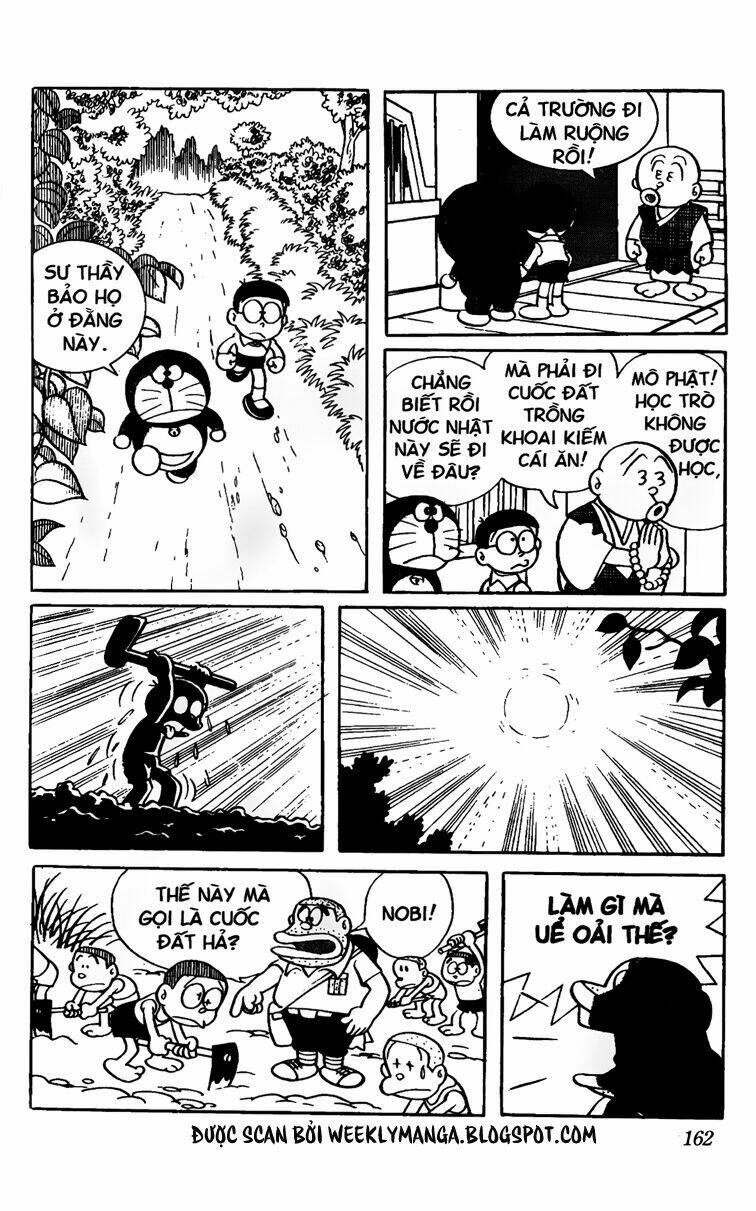 CẢ TRƯỜNG ĐI
LÀM RUỘNG
RỒI!
MÔ PHẬT!
HỌC TRÒ
KHÔNG
ĐƯỢC
HỌC,
MÀ PHẢI ĐI
CUỐC ĐẤT
TRỒNG
KHOAI KIẾM
CÁI ĂN!
CHẲNG
BIẾT RỒI
NƯỚC NHẬT
NÀY SẼ ĐI
VỀ ĐÂU?
SƯ THẦY
BẢO HỌ
Ở ĐẰNG
NÀY.
LÀM GÌ MÀ
UỂ OẢI THẾ?
NOBI!
THẾ NÀY MÀ
GỌI LÀ CUỐC
ĐẤT HẢ?
ĐƯỢC SCAN BỞI WEEKLYMANGA.BLOGSPOT.COM
162